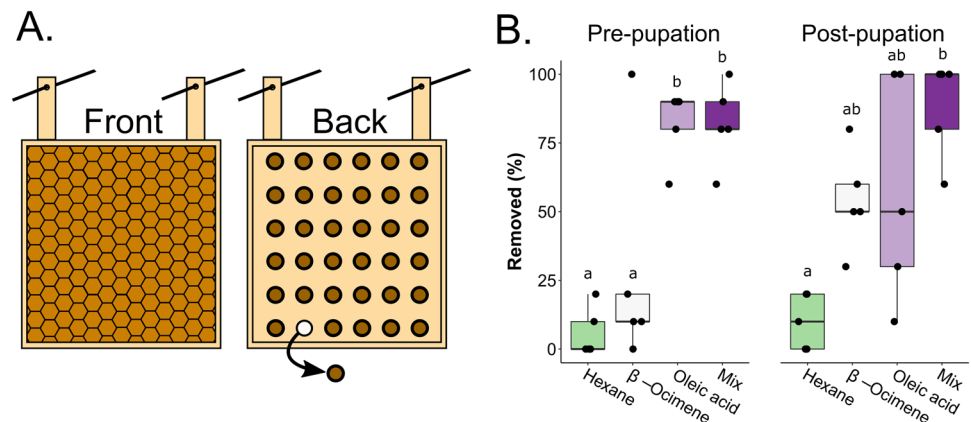 A.
Front
Back
B.
Pre-pupation
Post-pupation
Removed (%)
100
75
50
25
0
a
a
b
b
a
ab
ab
b
Hexane
β –Ocimene
Oleic acid
Mix
Hexane
β –Ocimene
Oleic acid
Mix